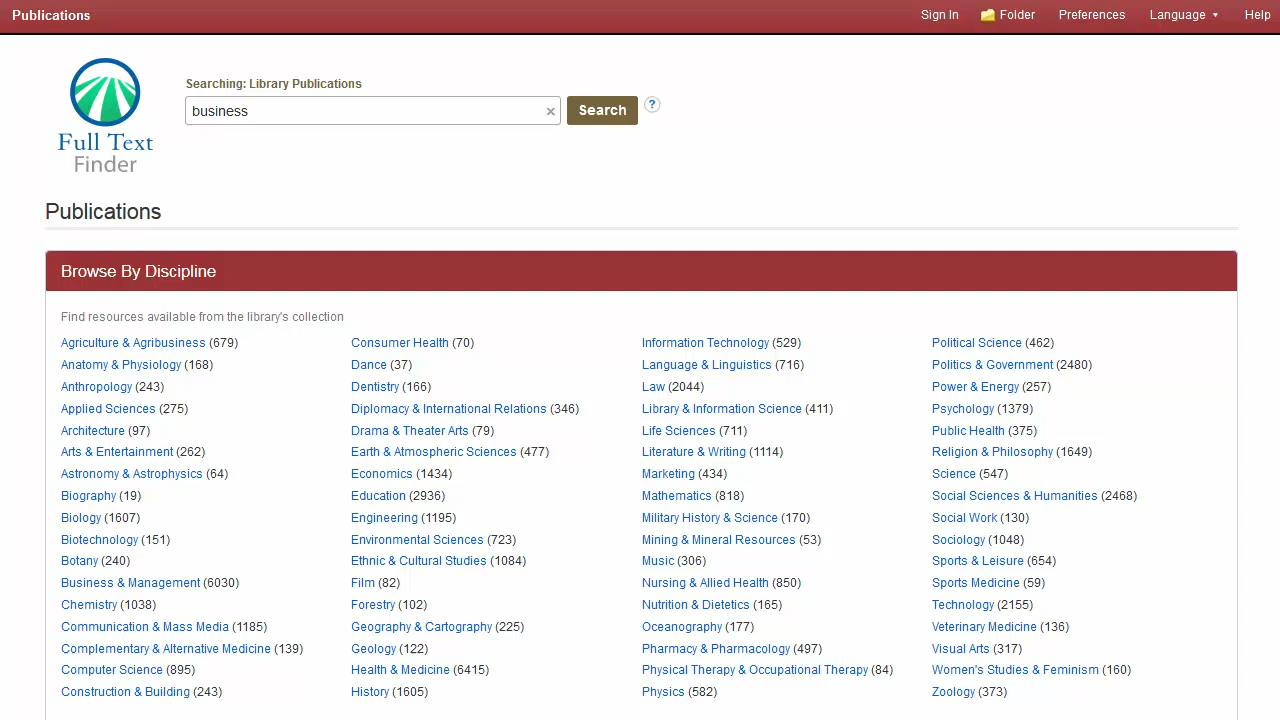 Publications
Sign In Folder Preferences Language Help
Full Text
Finder
Searching: Library Publications
business × Search ?
Publications
Browse By Discipline
Find resources available from the library's collection
Agriculture & Agribusiness (679)
Anatomy & Physiology (168)
Anthropology (243)
Applied Sciences (275)
Architecture (97)
Arts & Entertainment (262)
Astronomy & Astrophysics (64)
Biography (19)
Biology (1607)
Biotechnology (151)
Botany (240)
Business & Management (6030)
Chemistry (1038)
Communication & Mass Media (1185)
Complementary & Alternative Medicine (139)
Computer Science (895)
Construction & Building (243)
Consumer Health (70)
Dance (37)
Dentistry (166)
Diplomacy & International Relations (346)
Drama & Theater Arts (79)
Earth & Atmospheric Sciences (477)
Economics (1434)
Education (2936)
Engineering (1195)
Environmental Sciences (723)
Ethnic & Cultural Studies (1084)
Film (82)
Forestry (102)
Geography & Cartography (225)
Geology (122)
Health & Medicine (6415)
History (1605)
Information Technology (529)
Language & Linguistics (716)
Law (2044)
Library & Information Science (411)
Life Sciences (711)
Literature & Writing (1114)
Marketing (434)
Mathematics (818)
Military History & Science (170)
Mining & Mineral Resources (53)
Music (306)
Nursing & Allied Health (850)
Nutrition & Dietetics (165)
Oceanography (177)
Pharmacy & Pharmacology (497)
Physical Therapy & Occupational Therapy (84)
Physics (582)
Political Science (462)
Politics & Government (2480)
Power & Energy (257)
Psychology (1379)
Public Health (375)
Religion & Philosophy (1649)
Science (547)
Social Sciences & Humanities (2468)
Social Work (130)
Sociology (1048)
Sports & Leisure (654)
Sports Medicine (59)
Technology (2155)
Veterinary Medicine (136)
Visual Arts (317)
Women's Studies & Feminism (160)
Zoology (373)